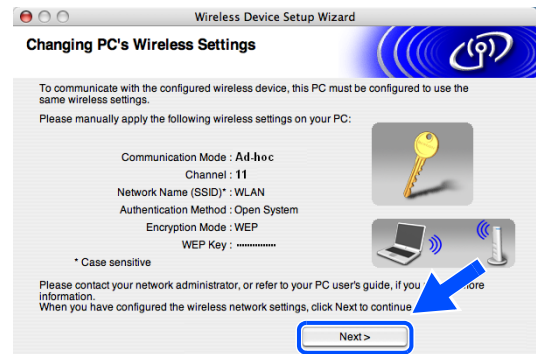 Wireless Device Setup Wizard
Changing PC's Wireless Settings
To communicate with the configured wireless device, this PC must be configured to use the
same wireless settings.
Please manually apply the following wireless settings on your PC:
Communication Mode : Ad-hoc
Channel : 11
Network Name (SSID)* : WLAN
Authentication Method : Open System
Encryption Mode : WEP
WEP Key : ••••••••••••••
* Case sensitive
Please contact your network administrator, or refer to your PC user's guide, if you
information.
When you have configured the wireless network settings, click Next to continue
Next >